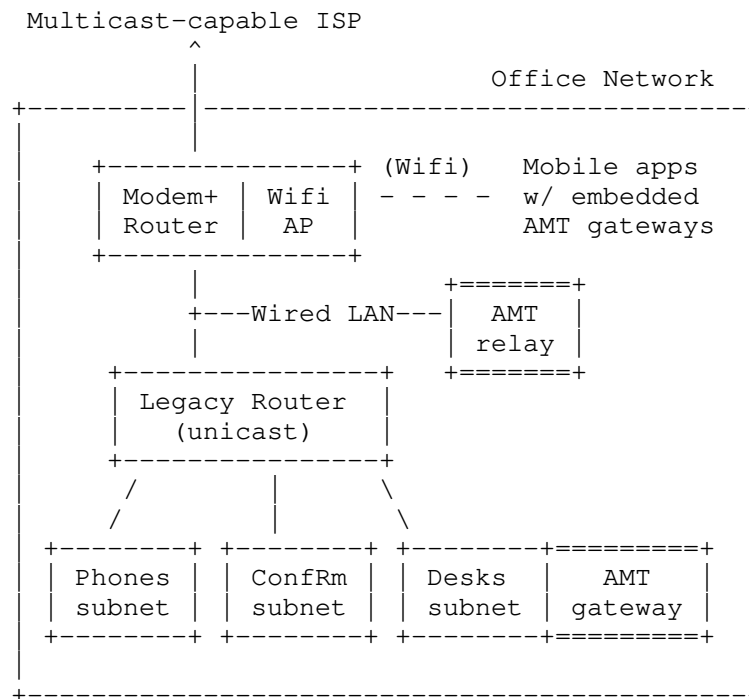 Multicast-capable ISP
Office Network
(Wifi) Mobile apps
Modem+ Wifi - - - - w/ embedded
Router AP AMT gateways
+---Wired LAN--- AMT
relay
Legacy Router
(unicast)
Phones ConfRm Desks AMT
subnet subnet subnet gateway